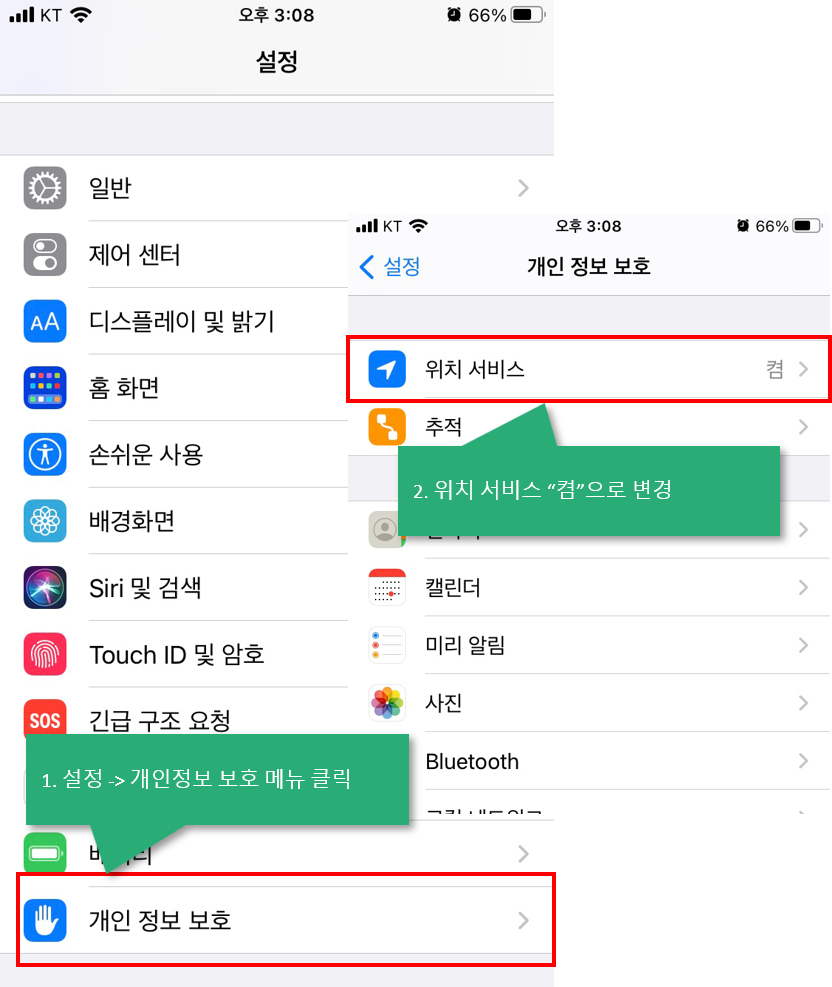 KT 오후 3:08 66%
설정
일반
제어 센터
디스플레이 및 밝기
AA
홈 화면
손쉬운 사용
배경화면
Siri 및 검색
Touch ID 및 암호
SOS 긴급 구조 요청
1. 설정 -> 개인정보 보호 메뉴 클릭
개인 정보 보호
KT 오후 3:08 66%
설정 개인 정보 보호
위치 서비스 켬
추적
2. 위치 서비스 “켬”으로 변경
캘린더
미리 알림
사진
Bluetooth